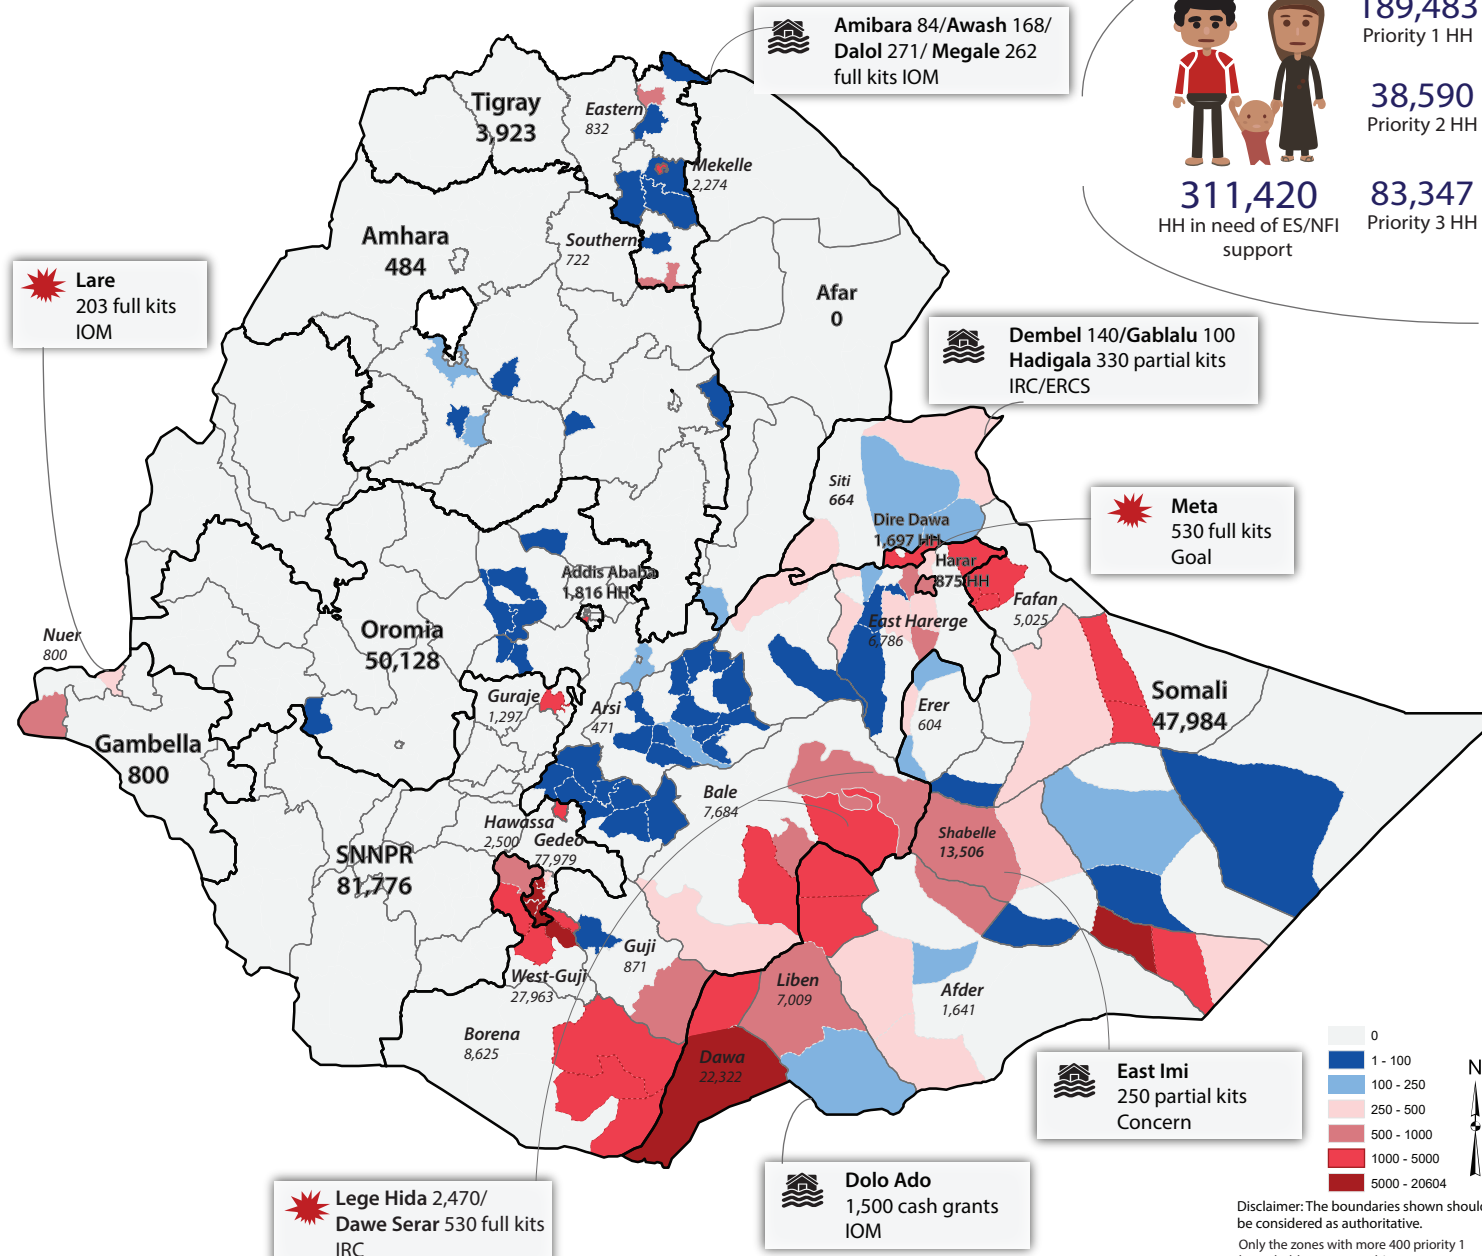 189,483
Priority 1 HH
38,590
Priority 2 HH
83,347
Priority 3 HH
311,420
HH in need of ES/NFI
support
Amibara 84/Awash 168/
Dalol 271/ Megale 262
full kits IOM
Tigray
3,923
Eastern
832
Mekelle
2,274
Southern
722
Amhara
484
Afar
0
Lare
203 full kits
IOM
Dembel 140/Gablalu 100
Hadigala 330 partial kits
IRC/ERCS
Siti
664
Meta
530 full kits
Goal
Dire Dawa
1,697 HH
Harar
875 HH
Fafan
5,025
Addis Ababa
1,816 HH
East Harerge
6,786
Nuer
800
Oromia
50,128
Guraje
1,297
Arsi
471
Erer
604
Somali
47,984
Gambella
800
Bale
7,684
Hawassa
2,500
Gedeo
77,979
Shabelle
13,506
SNNPR
81,776
Guji
871
West-Guji
27,963
Liben
7,009
Afder
1,641
Borena
8,625
Dawa
22,322
East Imi
250 partial kits
Concern
Dolo Ado
1,500 cash grants
IOM
Lege Hida 2,470/
Dawe Serar 530 full kits
IRC
0
1 - 100
100 - 250
250 - 500
500 - 1000
1000 - 5000
5000 - 20604
N
Disclaimer: The boundaries shown should
be considered as authoritative.
Only the zones with more 400 priority 1